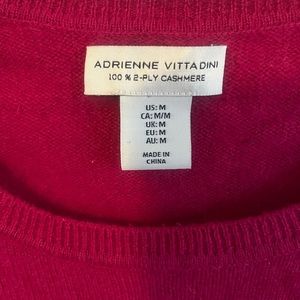 ADRIENNE VITTADINI
100 % 2-PLY CASHMERE
US: M
CA: M/M
UK: M
EU: M
AU: M
MADE IN
CHINA